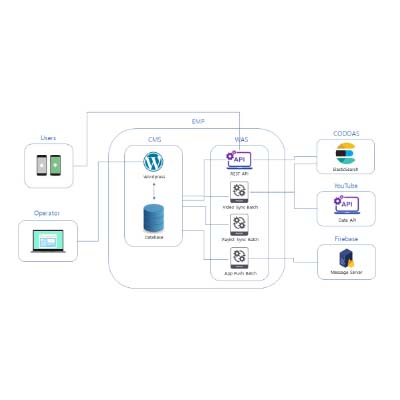 EMP
Users
CMS
WAS
CODDAS
API
REST API
ElasticSearch
Wordpress
Operator
Video Sync Batch
YouTube
API
Data API
Database
Project Sync Batch
Firebase
App Push Batch
Message Server